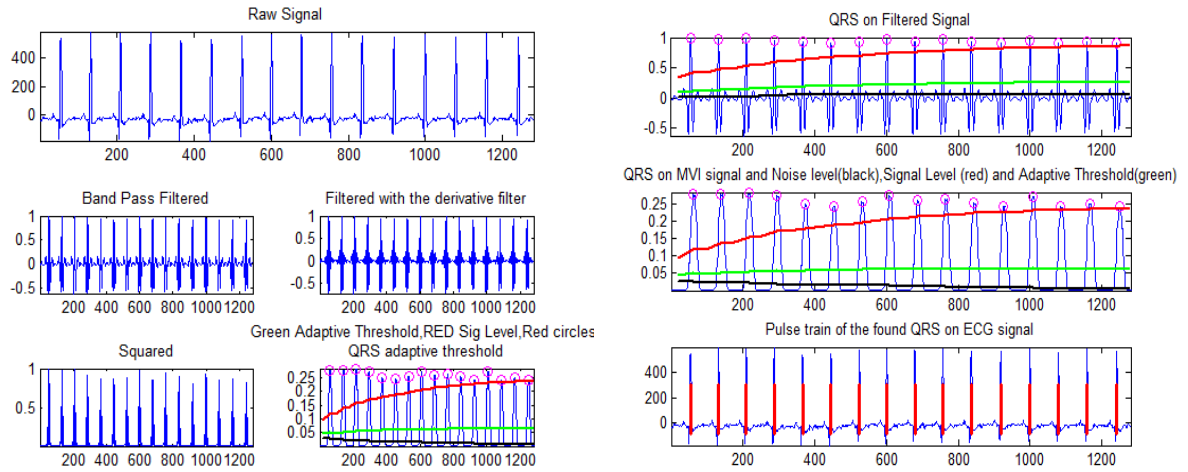 Raw Signal
400
200
0
200 400 600 800 1000 1200
Band Pass Filtered
1
0.5
0
-0.5
200 400 600 800 1000 1200
Filtered with the derivative filter
1
0.5
0
-0.5
200 400 600 800 1000 1200
Squared
1
0.5
200 400 600 800 1000 1200
Green Adaptive Threshold,RED Sig Level,Red circles
QRS adaptive threshold
0.25
0.2
0.15
0.1
0.05
200 400 600 800 1000 1200
QRS on Filtered Signal
1
0.5
0
-0.5
200 400 600 800 1000 1200
QRS on MVI signal and Noise level(black),Signal Level (red) and Adaptive Threshold(green)
0.25
0.2
0.15
0.1
0.05
200 400 600 800 1000 1200
Pulse train of the found QRS on ECG signal
400
200
0
200 400 600 800 1000 1200